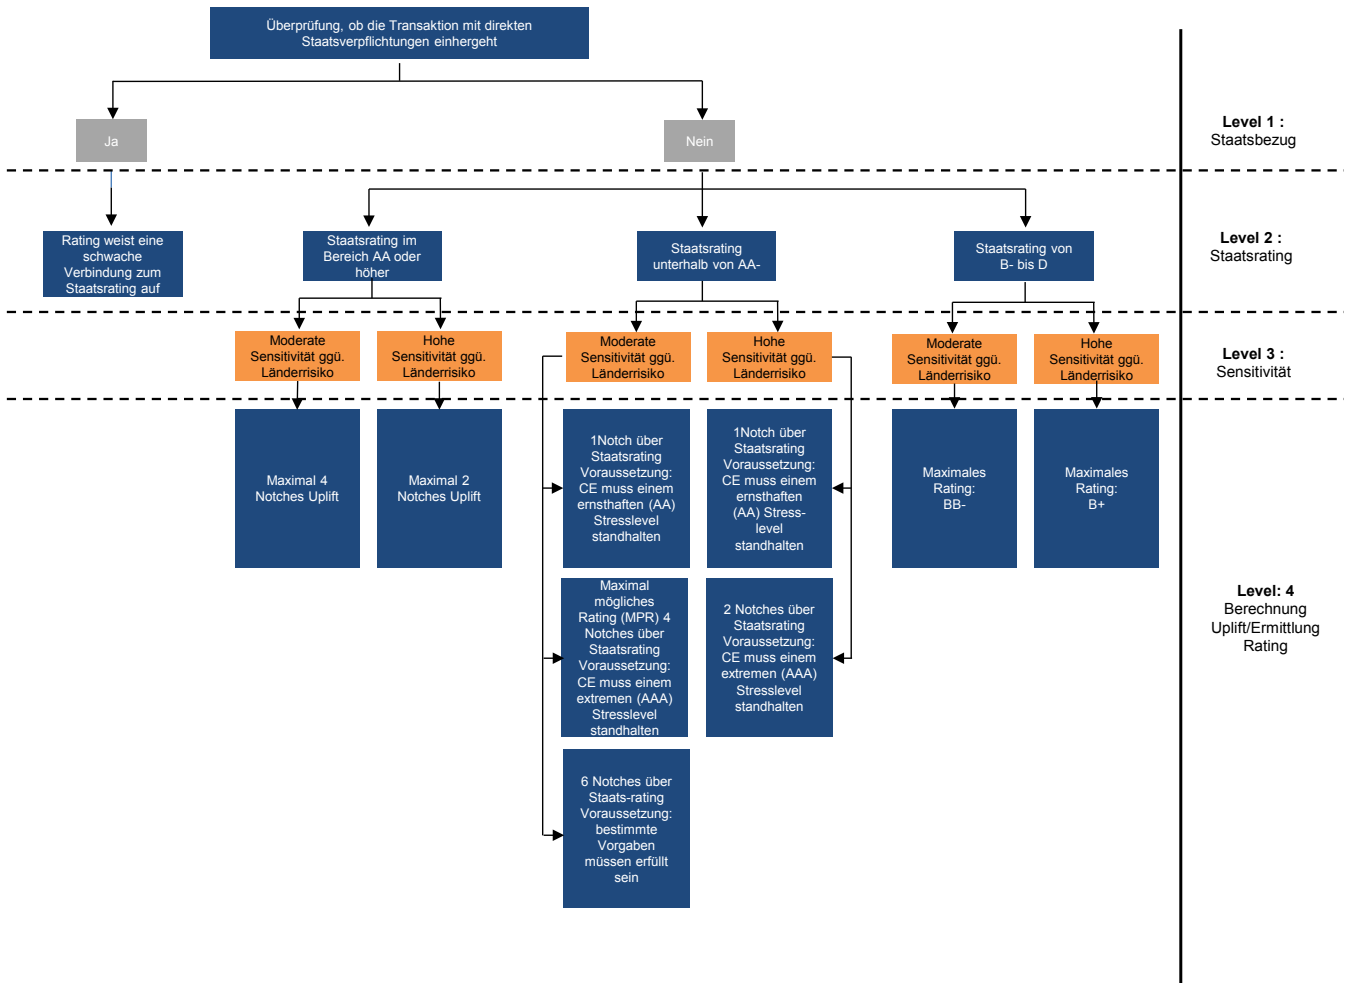 Überprüfung, ob die Transaktion mit direkten
Staatsverpflichtungen einhergeht
Ja
Nein
Level 1 :
Staatsbezug
Rating weist eine
schwache
Verbindung zum
Staatsrating auf
Staatsrating im
Bereich AA oder
höher
Staatsrating
unterhalb von AA-
Staatsrating von
B- bis D
Level 2 :
Staatsrating
Moderate
Sensitivität ggü.
Länderrisiko
Hohe
Sensitivität ggü.
Länderrisiko
Moderate
Sensitivität ggü.
Länderrisiko
Hohe
Sensitivität ggü.
Länderrisiko
Moderate
Sensitivität ggü.
Länderrisiko
Hohe
Sensitivität ggü.
Länderrisiko
Level 3 :
Sensitivität
Maximal 4
Notches Uplift
Maximal 2
Notches Uplift
1Notch über
Staatsrating
Voraussetzung:
CE muss einem
ernsthaften (AA)
Stresslevel
standhalten
1Notch über
Staatsrating
Voraussetzung:
CE muss einem
ernsthaften
(AA) Stress-
level
standhalten
Maximales
Rating:
BB-
Maximales
Rating:
B+
Maximal
mögliches
Rating (MPR) 4
Notches über
Staatsrating
Voraussetzung:
CE muss einem
extremen (AAA)
Stresslevel
standhalten
2 Notches über
Staatsrating
Voraussetzung:
CE muss einem
extremen (AAA)
Stresslevel
standhalten
Level: 4
Berechnung
Uplift/Ermittlung
Rating
6 Notches über
Staats-rating
Voraussetzung:
bestimmte
Vorgaben
müssen erfüllt
sein